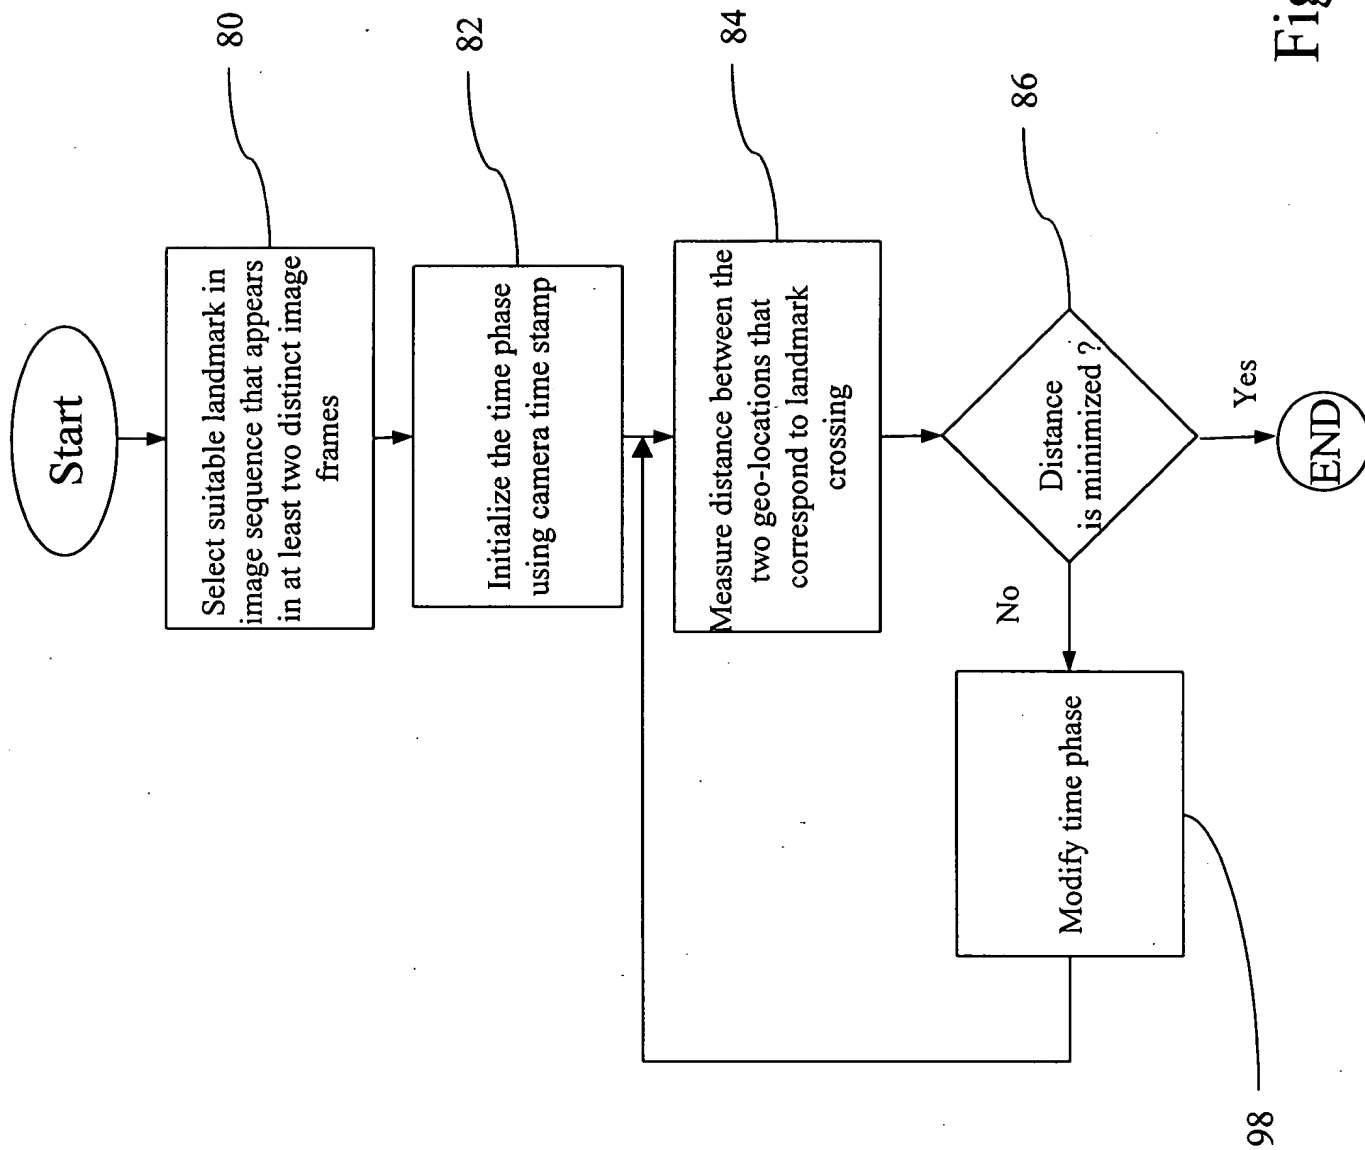 Start
80
Select suitable landmark in
image sequence that appears
in at least two distinct image
frames
82
Initialize the time phase
using camera time stamp
84
Measure distance between the
two geo-locations that
correspond to landmark
crossing
86
Distance
is minimized ?
No
Yes
Modify time phase
98
END
Fig